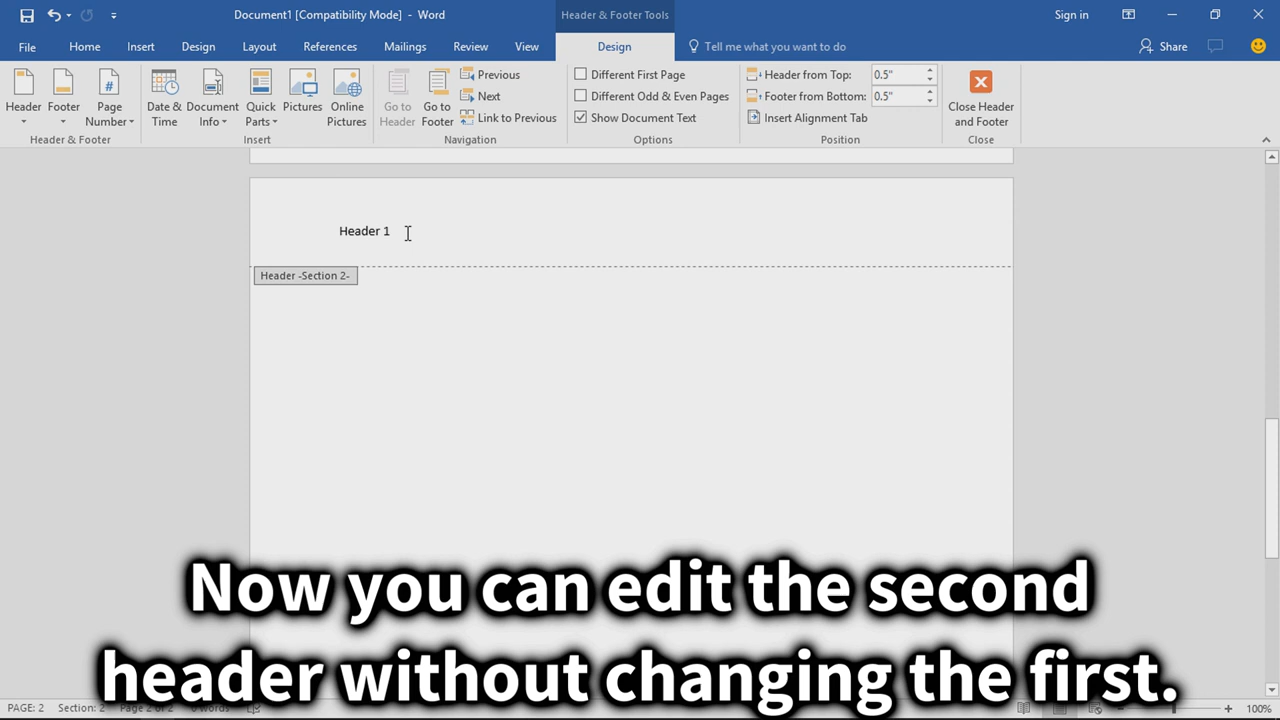 Document1 [Compatibility Mode] - Word
Header & Footer Tools
Sign in
File
Home
Insert
Design
Layout
References
Mailings
Review
View
Design
Tell me what you want to do
Share
Header
Footer
Page
Number
Header & Footer
Date &
Time
Document
Info
Quick
Parts
Pictures
Online
Pictures
Insert
Go to
Header
Go to
Footer
Previous
Next
Link to Previous
Navigation
Different First Page
Different Odd & Even Pages
Show Document Text
Options
Header from Top: 0.5"
Footer from Bottom: 0.5"
Insert Alignment Tab
Position
Close Header
and Footer
Close
Header 1
Header -Section 2-
Now you can edit the second
header without changing the first.
PAGE: 2
Section: 2
Page 2 of 2
words
100%